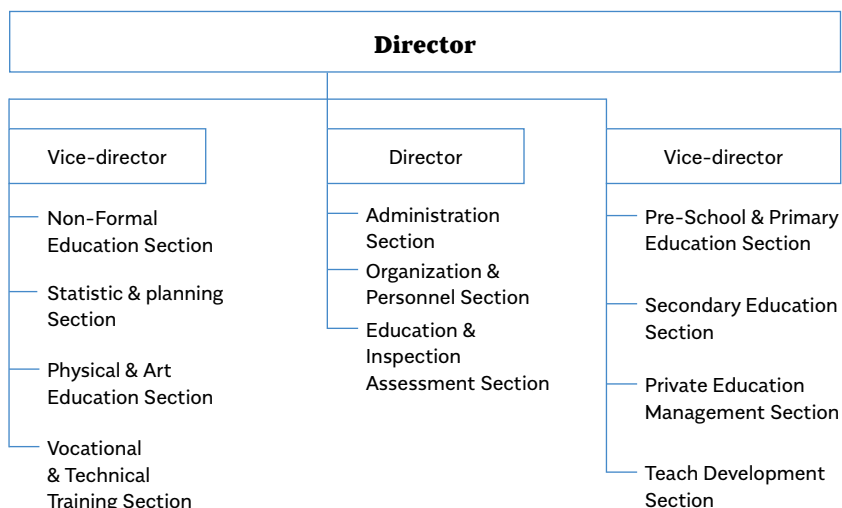 Director
Vice-director
Non-Formal
Education Section
Statistic & planning
Section
Physical & Art
Education Section
Vocational
& Technical
Training Section
Director
Administration
Section
Organization &
Personnel Section
Education &
Inspection
Assessment Section
Vice-director
Pre-School & Primary
Education Section
Secondary Education
Section
Private Education
Management Section
Teach Development
Section